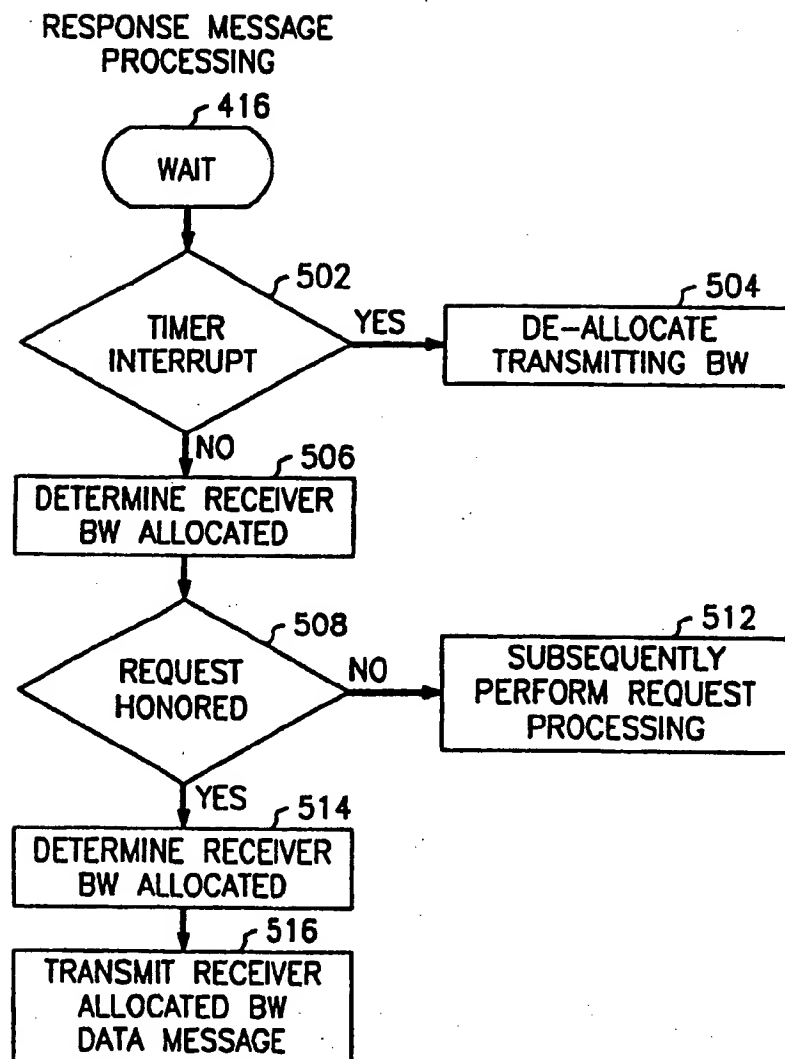 RESPONSE MESSAGE
PROCESSING
416
WAIT
502
TIMER
INTERRUPT
YES
504
DE-ALLOCATE
TRANSMITTING BW
NO
506
DETERMINE RECEIVER
BW ALLOCATED
508
REQUEST
HONORED
NO
512
SUBSEQUENTLY
PERFORM REQUEST
PROCESSING
YES
514
DETERMINE RECEIVER
BW ALLOCATED
516
TRANSMIT RECEIVER
ALLOCATED BW
DATA MESSAGE